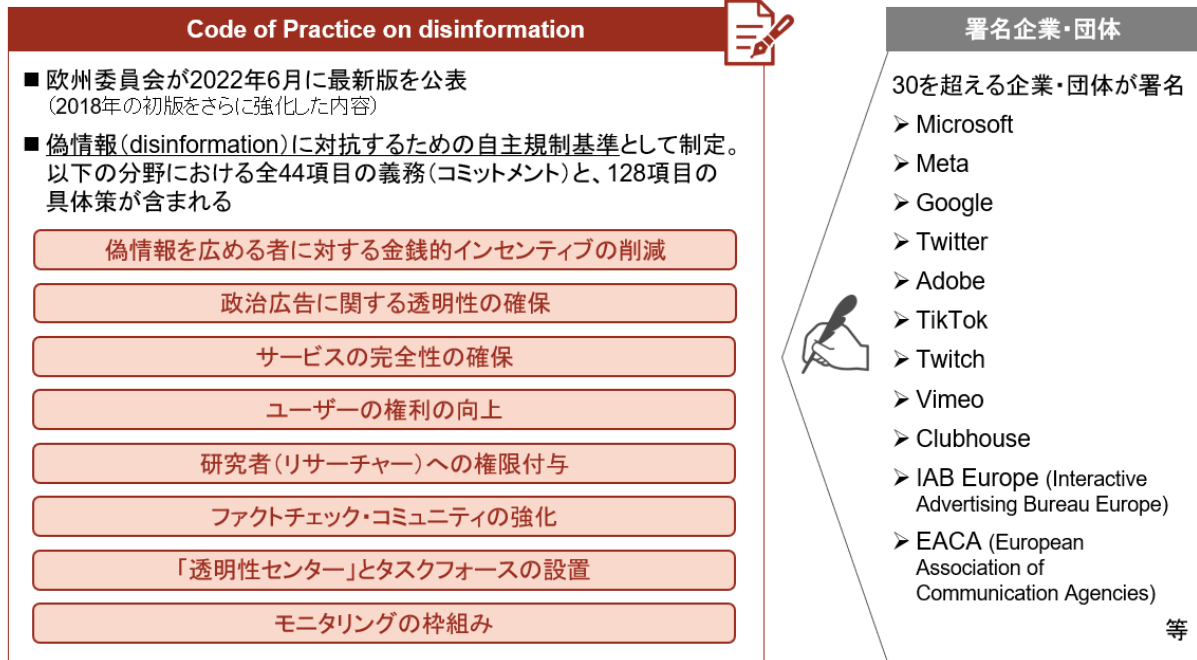 Code of Practice on disinformation
■ 欧州委員会が2022年6月に最新版を公表
（2018年の初版をさらに強化した内容）
■ 偽情報（disinformation）に対抗するための自主規制基準として制定。
以下の分野における全44項目の義務（コミットメント）と、128項目の
具体策が含まれる
偽情報を広める者に対する金銭的インセンティブの削減
政治広告に関する透明性の確保
サービスの完全性の確保
ユーザーの権利の向上
研究者（リサーチャー）への権限付与
ファクトチェック・コミュニティの強化
「透明性センター」とタスクフォースの設置
モニタリングの枠組み
署名企業・団体
30を超える企業・団体が署名
➢ Microsoft
➢ Meta
➢ Google
➢ Twitter
➢ Adobe
➢ TikTok
➢ Twitch
➢ Vimeo
➢ Clubhouse
➢ IAB Europe (Interactive
Advertising Bureau Europe)
➢ EACA (European
Association of
Communication Agencies)
等